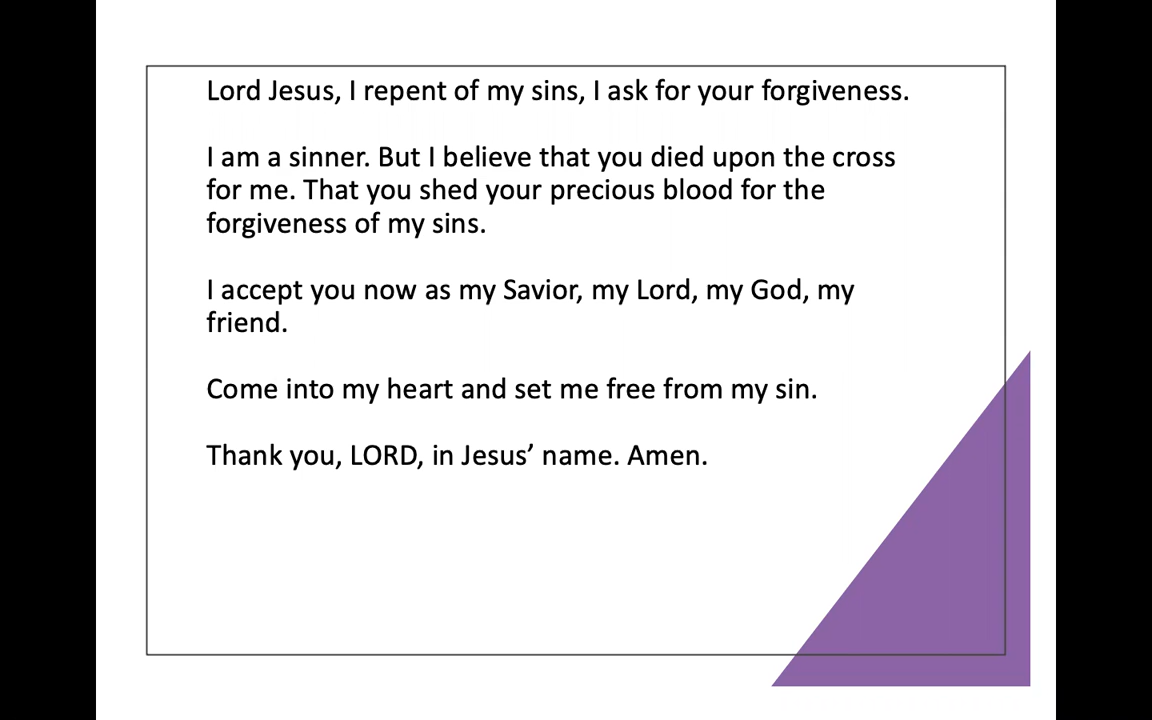 Lord Jesus, I repent of my sins, I ask for your forgiveness.
I am a sinner. But I believe that you died upon the cross
for me. That you shed your precious blood for the
forgiveness of my sins.
I accept you now as my Savior, my Lord, my God, my
friend.
Come into my heart and set me free from my sin.
Thank you, LORD, in Jesus’ name. Amen.